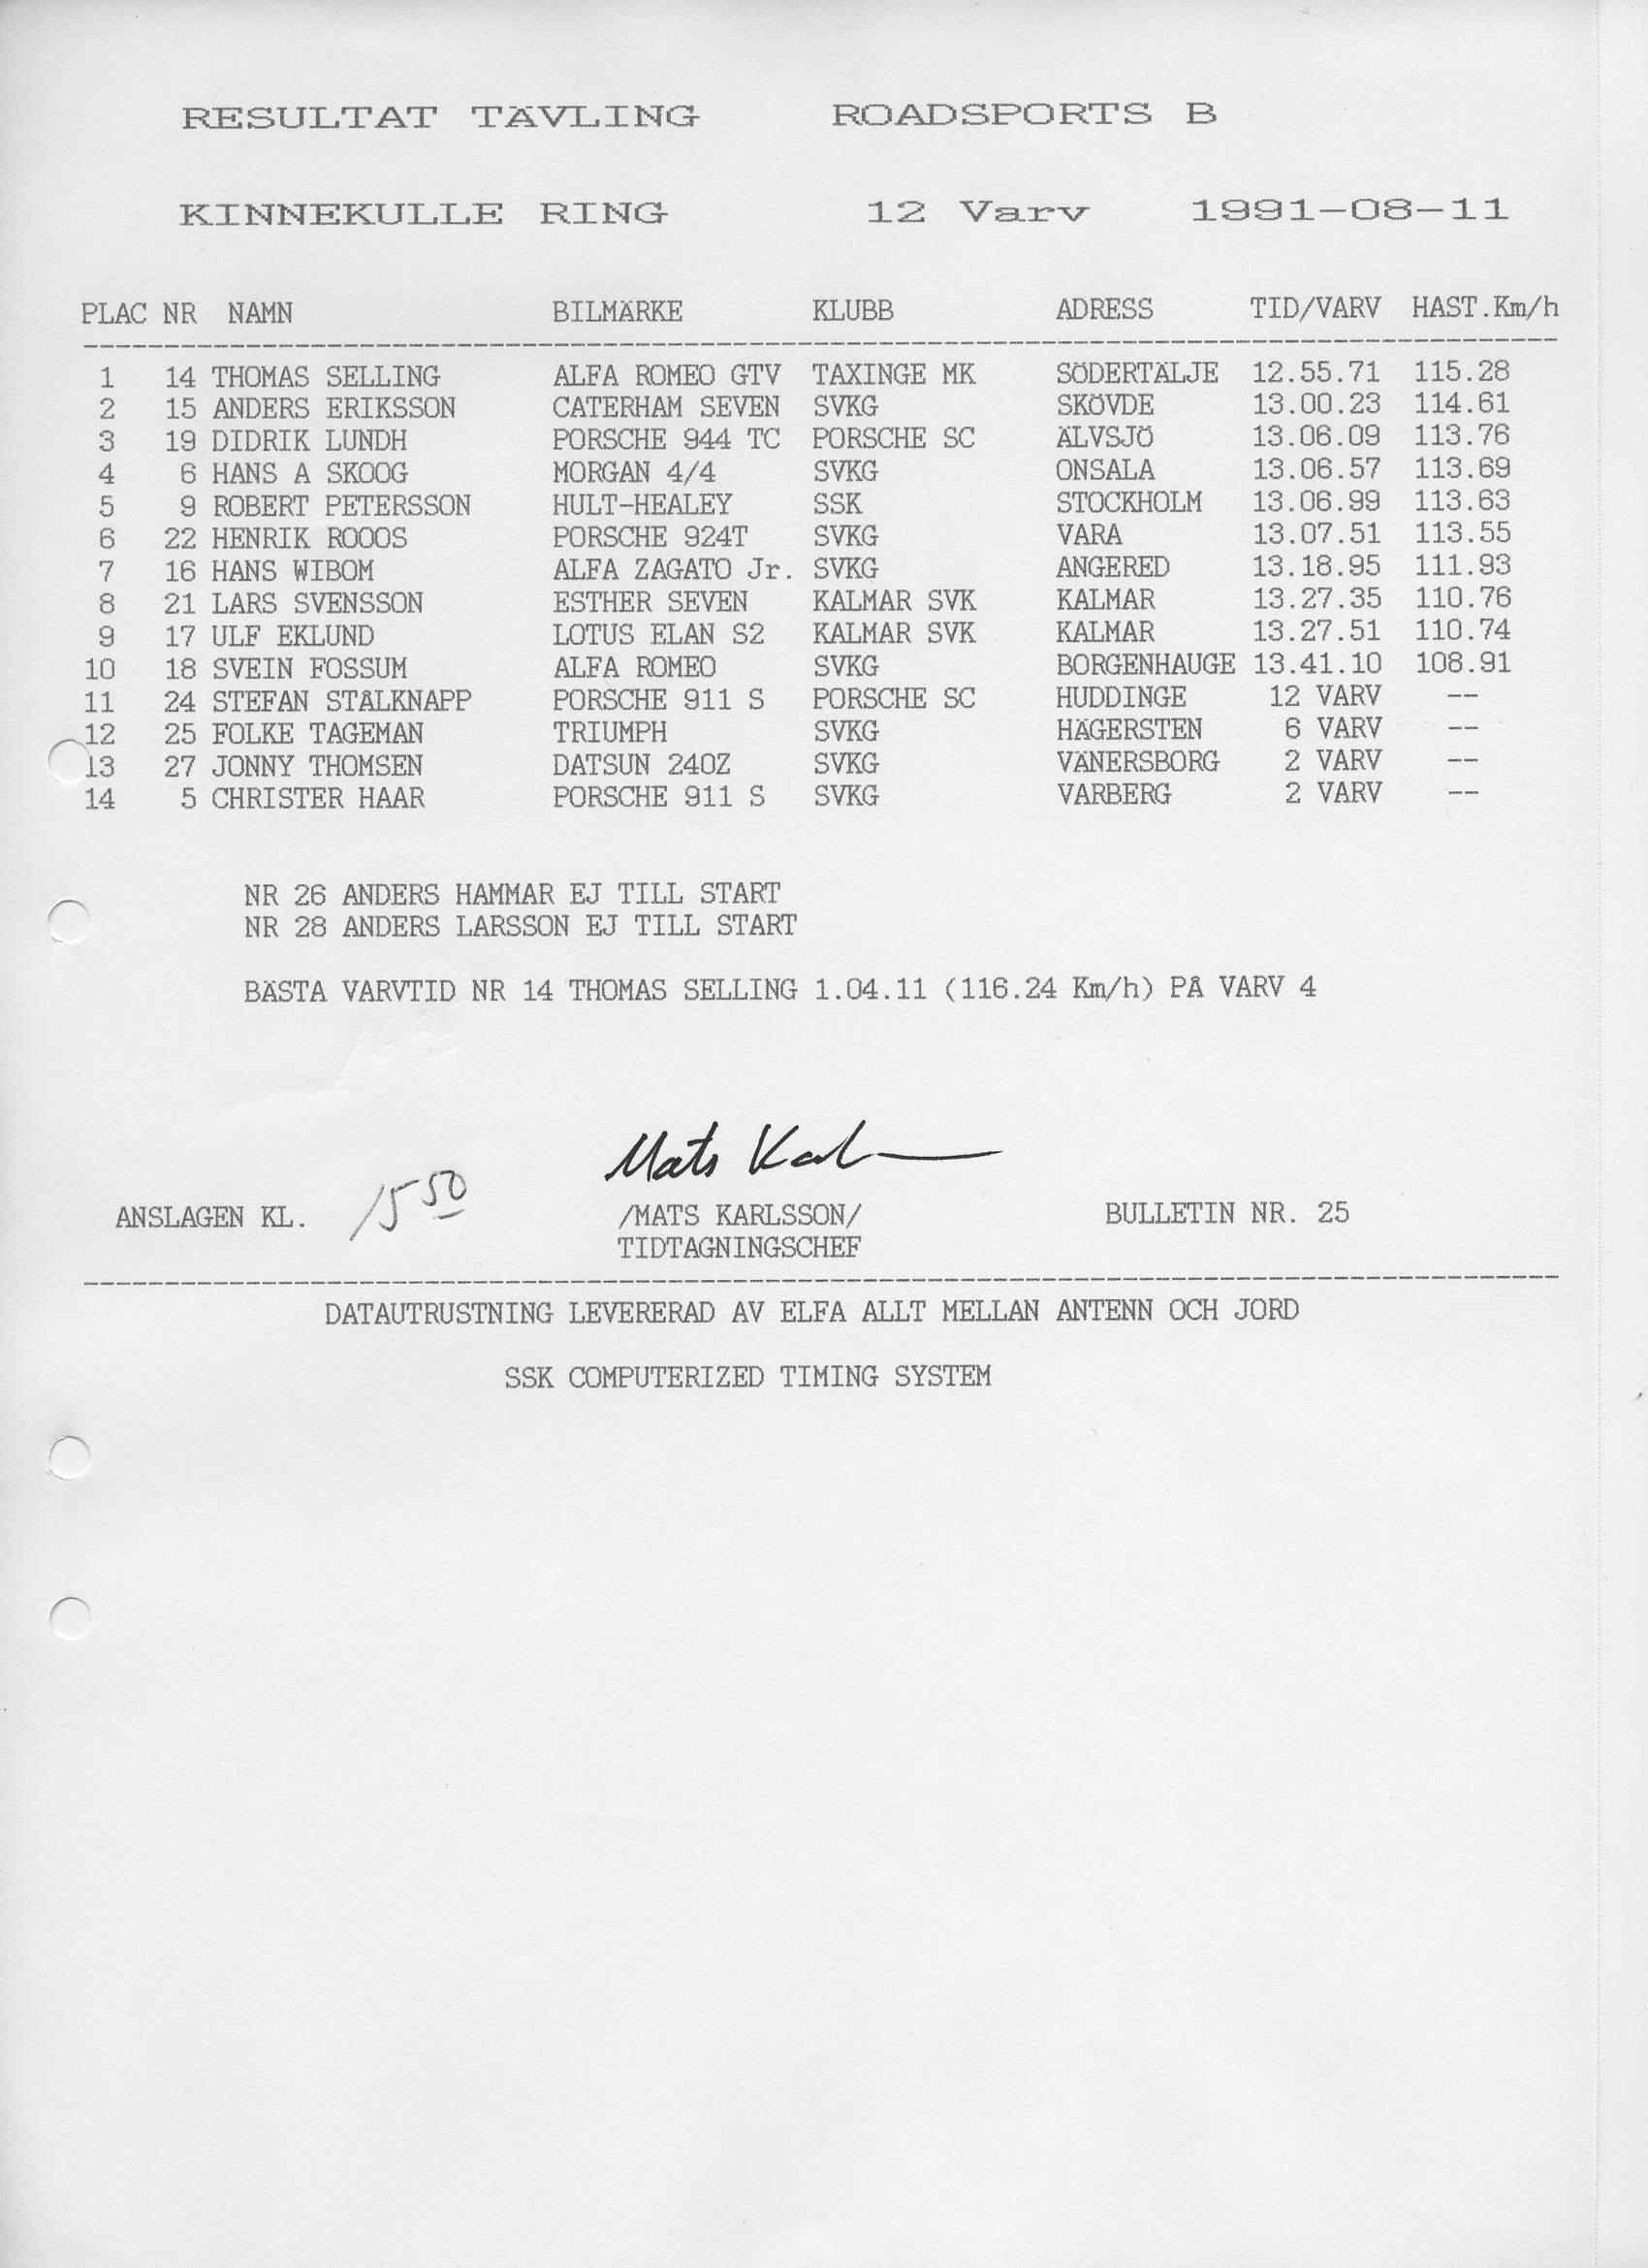 RESULTAT TÄVLING ROADSPORTS B
KINNEKULLE RING 12 Varv 1991-08-11
PLAC NR NAMN BILMÄRKE KLUBB ADRESS TID/VARV HAST.Km/h
1 14 THOMAS SELLING ALFA ROMEO GTV TAXINGE MK SÖDERTÄLJE 12.55.71 115.28
2 15 ANDERS ERIKSSON CATERHAM SEVEN SVKG SKÖVDE 13.00.23 114.61
3 19 DIDRIK LUNDH PORSCHE 944 TC PORSCHE SC ÄLVSJÖ 13.06.09 113.76
4 6 HANS A SKOOG MORGAN 4/4 SVKG ONSALA 13.06.57 113.69
5 9 ROBERT PETERSSON HULT-HEALEY SSK STOCKHOLM 13.06.99 113.63
6 22 HENRIK ROOOS PORSCHE 924T SVKG VARA 13.07.51 113.55
7 16 HANS WIBOM ALFA ZAGATO Jr. SVKG ANGERED 13.18.95 111.93
8 21 LARS SVENSSON ESTHER SEVEN KALMAR SVK KALMAR 13.27.35 110.76
9 17 ULF EKLUND LOTUS ELAN S2 KALMAR SVK KALMAR 13.27.51 110.74
10 18 SVEIN FOSSUM ALFA ROMEO SVKG BORGENHAUGE 13.41.10 108.91
11 24 STEFAN STÅLKNAPP PORSCHE 911 S PORSCHE SC HUDDINGE 12 VARV --
12 25 FOLKE TAGEMAN TRIUMPH SVKG HÄGERSTEN 6 VARV --
13 27 JONNY THOMSEN DATSUN 240Z SVKG VÄNERSBORG 2 VARV --
14 5 CHRISTER HAAR PORSCHE 911 S SVKG VARBERG 2 VARV --
NR 26 ANDERS HAMMAR EJ TILL START
NR 28 ANDERS LARSSON EJ TILL START
BÄSTA VARVTID NR 14 THOMAS SELLING 1.04.11 (116.24 Km/h) PÅ VARV 4
Mats Karl
ANSLAGEN KL. 15 50 /MATS KARLSSON/ BULLETIN NR. 25
TIDTAGNINGSCHEF
DATAUTRUSTNING LEVERERAD AV ELFA ALLT MELLAN ANTENN OCH JORD
SSK COMPUTERIZED TIMING SYSTEM